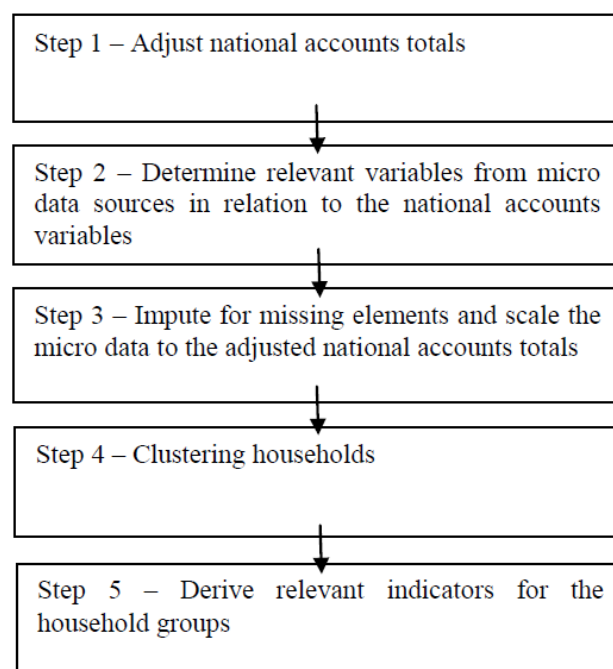 Step 1 – Adjust national accounts totals
Step 2 – Determine relevant variables from micro
data sources in relation to the national accounts
variables
Step 3 – Impute for missing elements and scale the
micro data to the adjusted national accounts totals
Step 4 – Clustering households
Step 5 – Derive relevant indicators for the
household groups